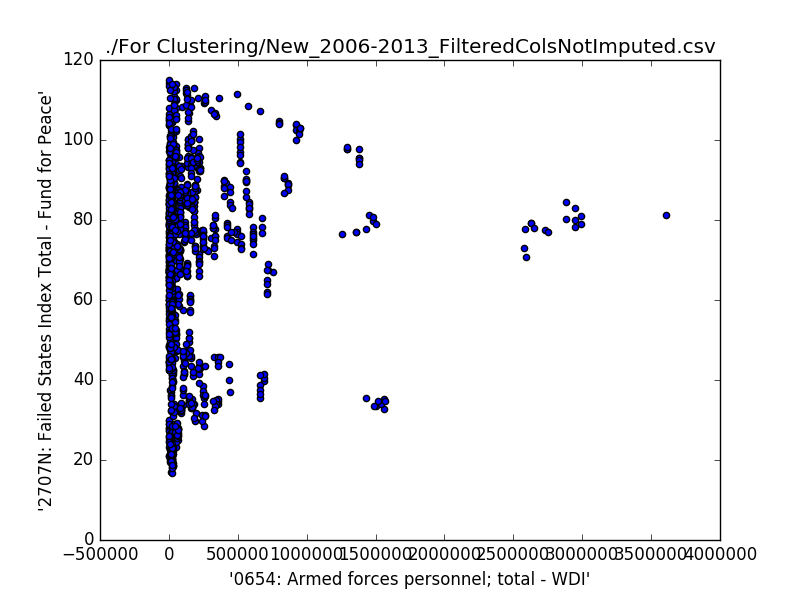 ./For Clustering/New_2006-2013_FilteredColsNotImputed.csv
'2707N: Failed States Index Total - Fund for Peace'
120
100
80
60
40
20
0
−500000 0 500000 1000000 1500000 2000000 2500000 3000000 3500000 4000000
'0654: Armed forces personnel; total - WDI'